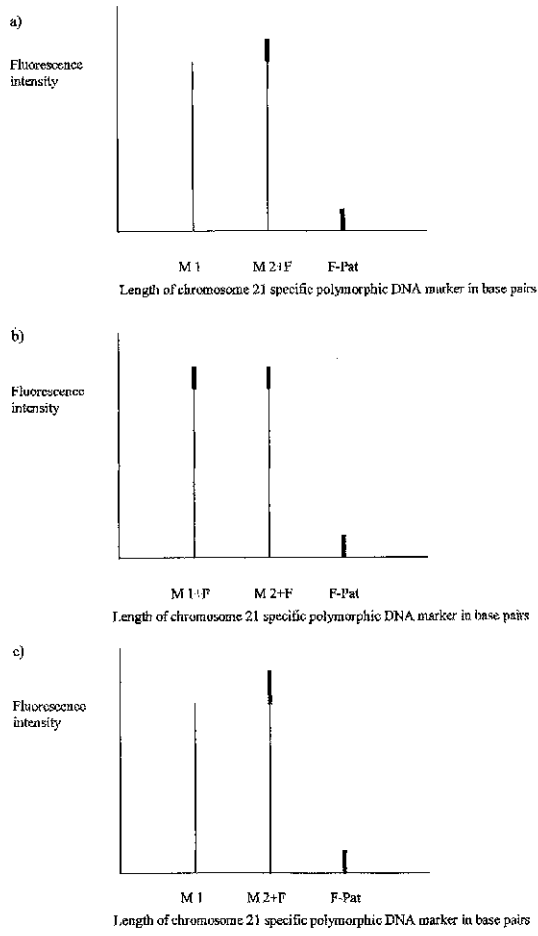 a)
Fluorescence
intensity
M 1 M 2+F F-Pat
Length of chromosome 21 specific polymorphic DNA marker in base pairs
b)
Fluorescence
intensity
M 1+F M 2+F F-Pat
Length of chromosome 21 specific polymorphic DNA marker in base pairs
c)
Fluorescence
intensity
M 1 M 2+F F-Pat
Length of chromosome 21 specific polymorphic DNA marker in base pairs